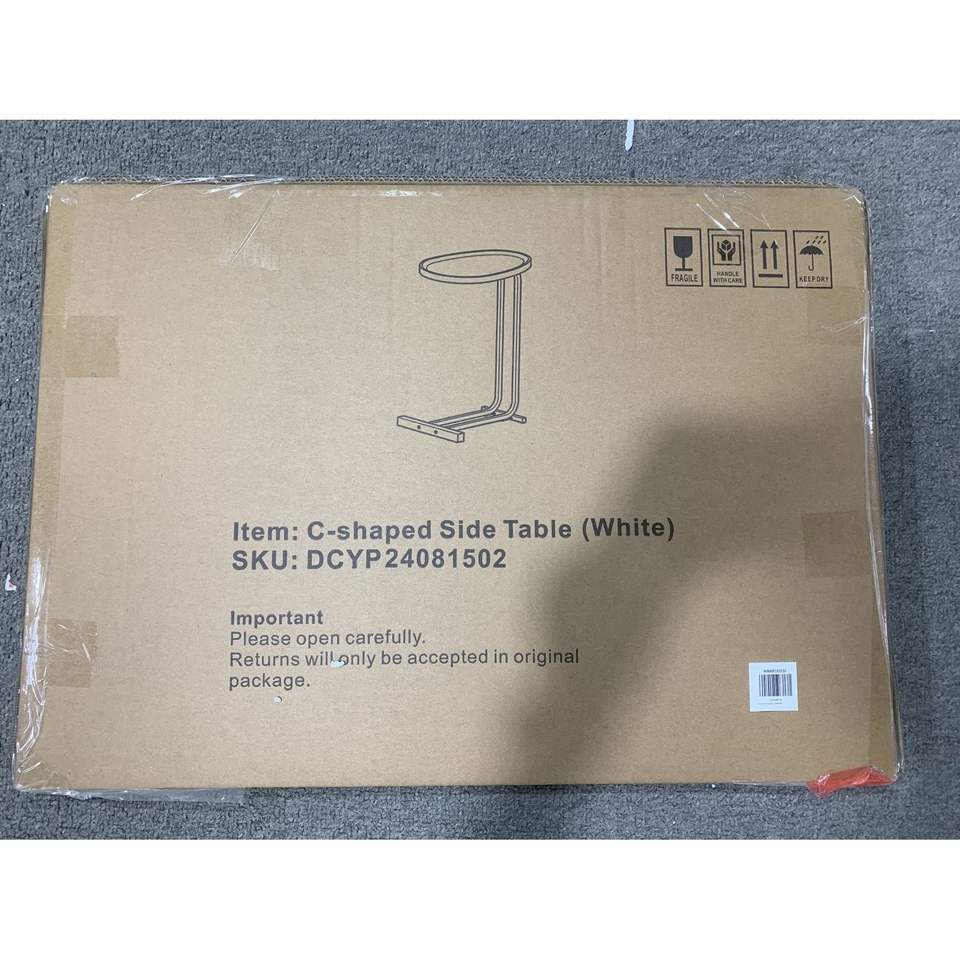 FRAGILE
HANDLE
WITH CARE
KEEP DRY
Item: C-shaped Side Table (White)
SKU: DCYP24081502
Important
Please open carefully.
Returns will only be accepted in original
package.